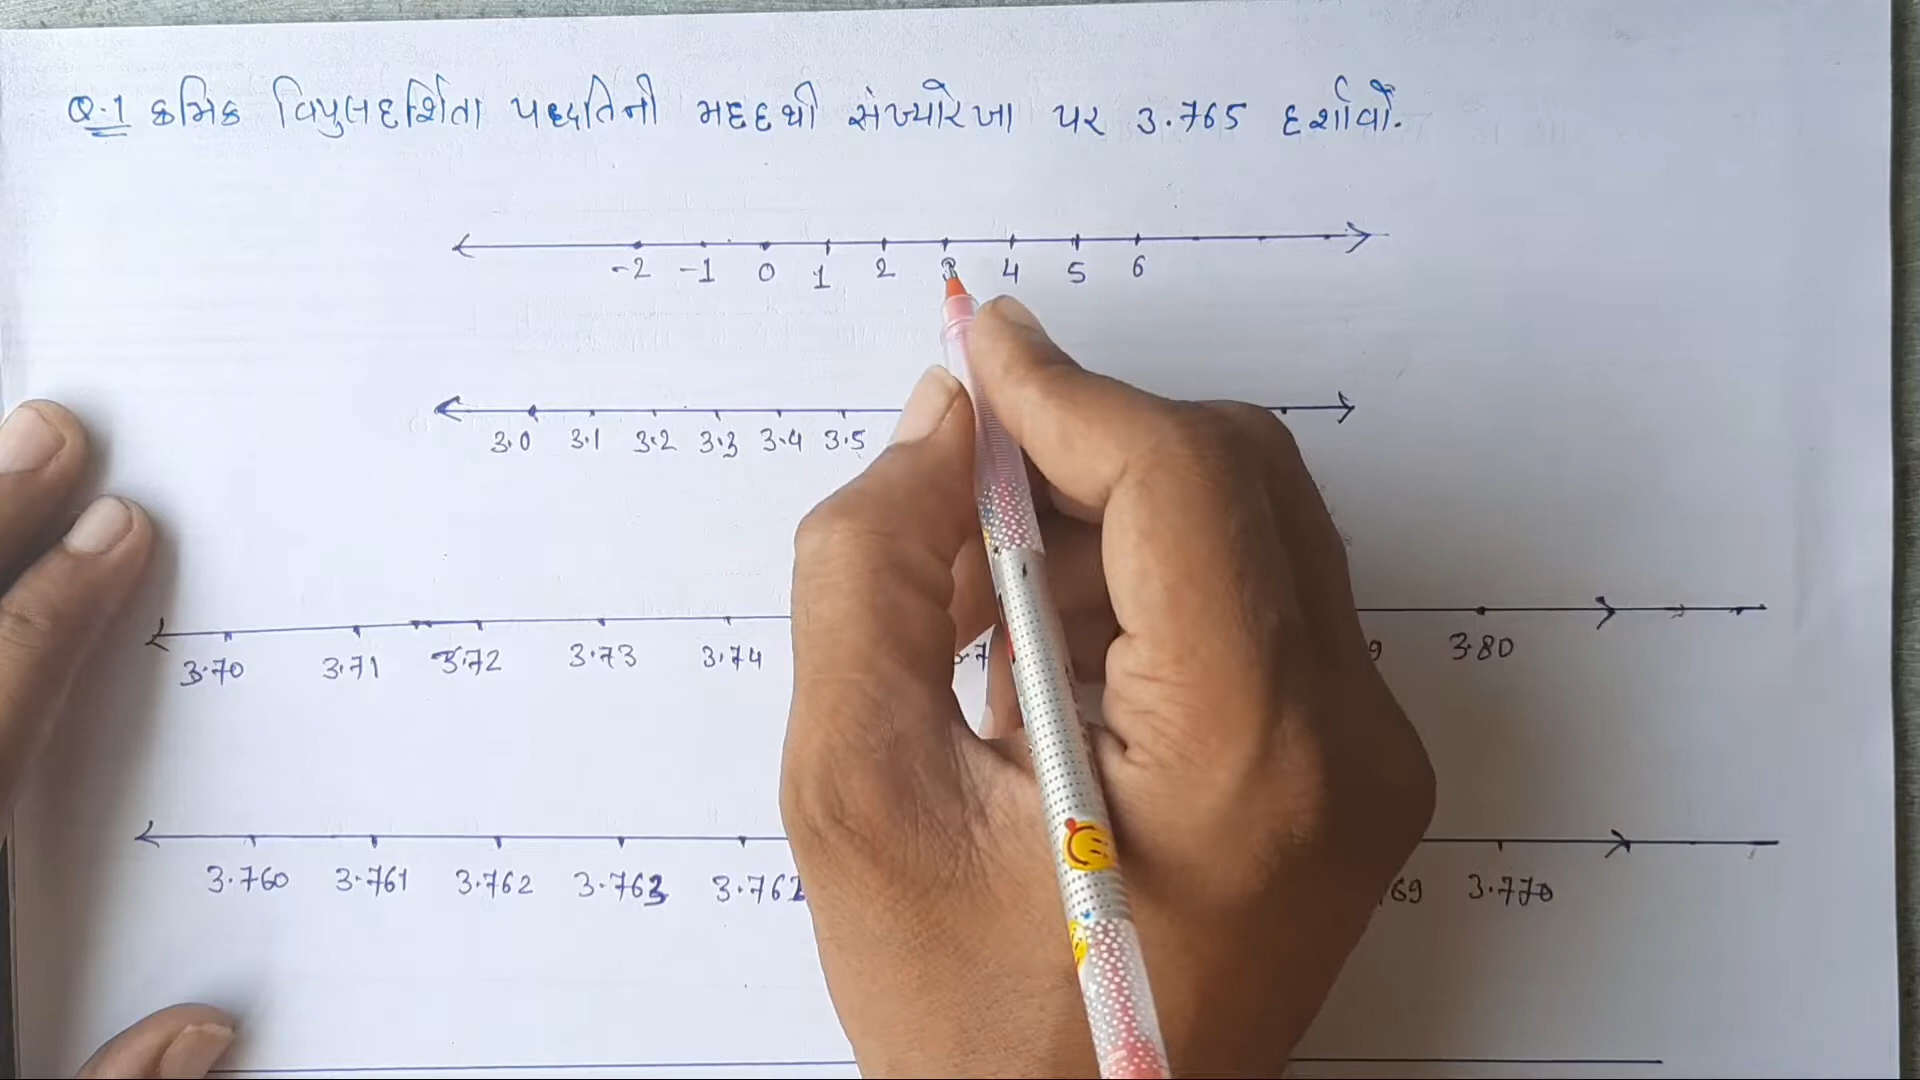 Q.1 ક્રમિક વિપુલદર્શિતા પદ્ધતિની મદદથી સંખ્યારેખા પર 3.765 દર્શાવો.
-2 -1 0 1 2 3 4 5 6
3.0 3.1 3.2 3.3 3.4 3.5
3.70 3.71 3.72 3.73 3.74 3.80
3.760 3.761 3.762 3.763 3.770